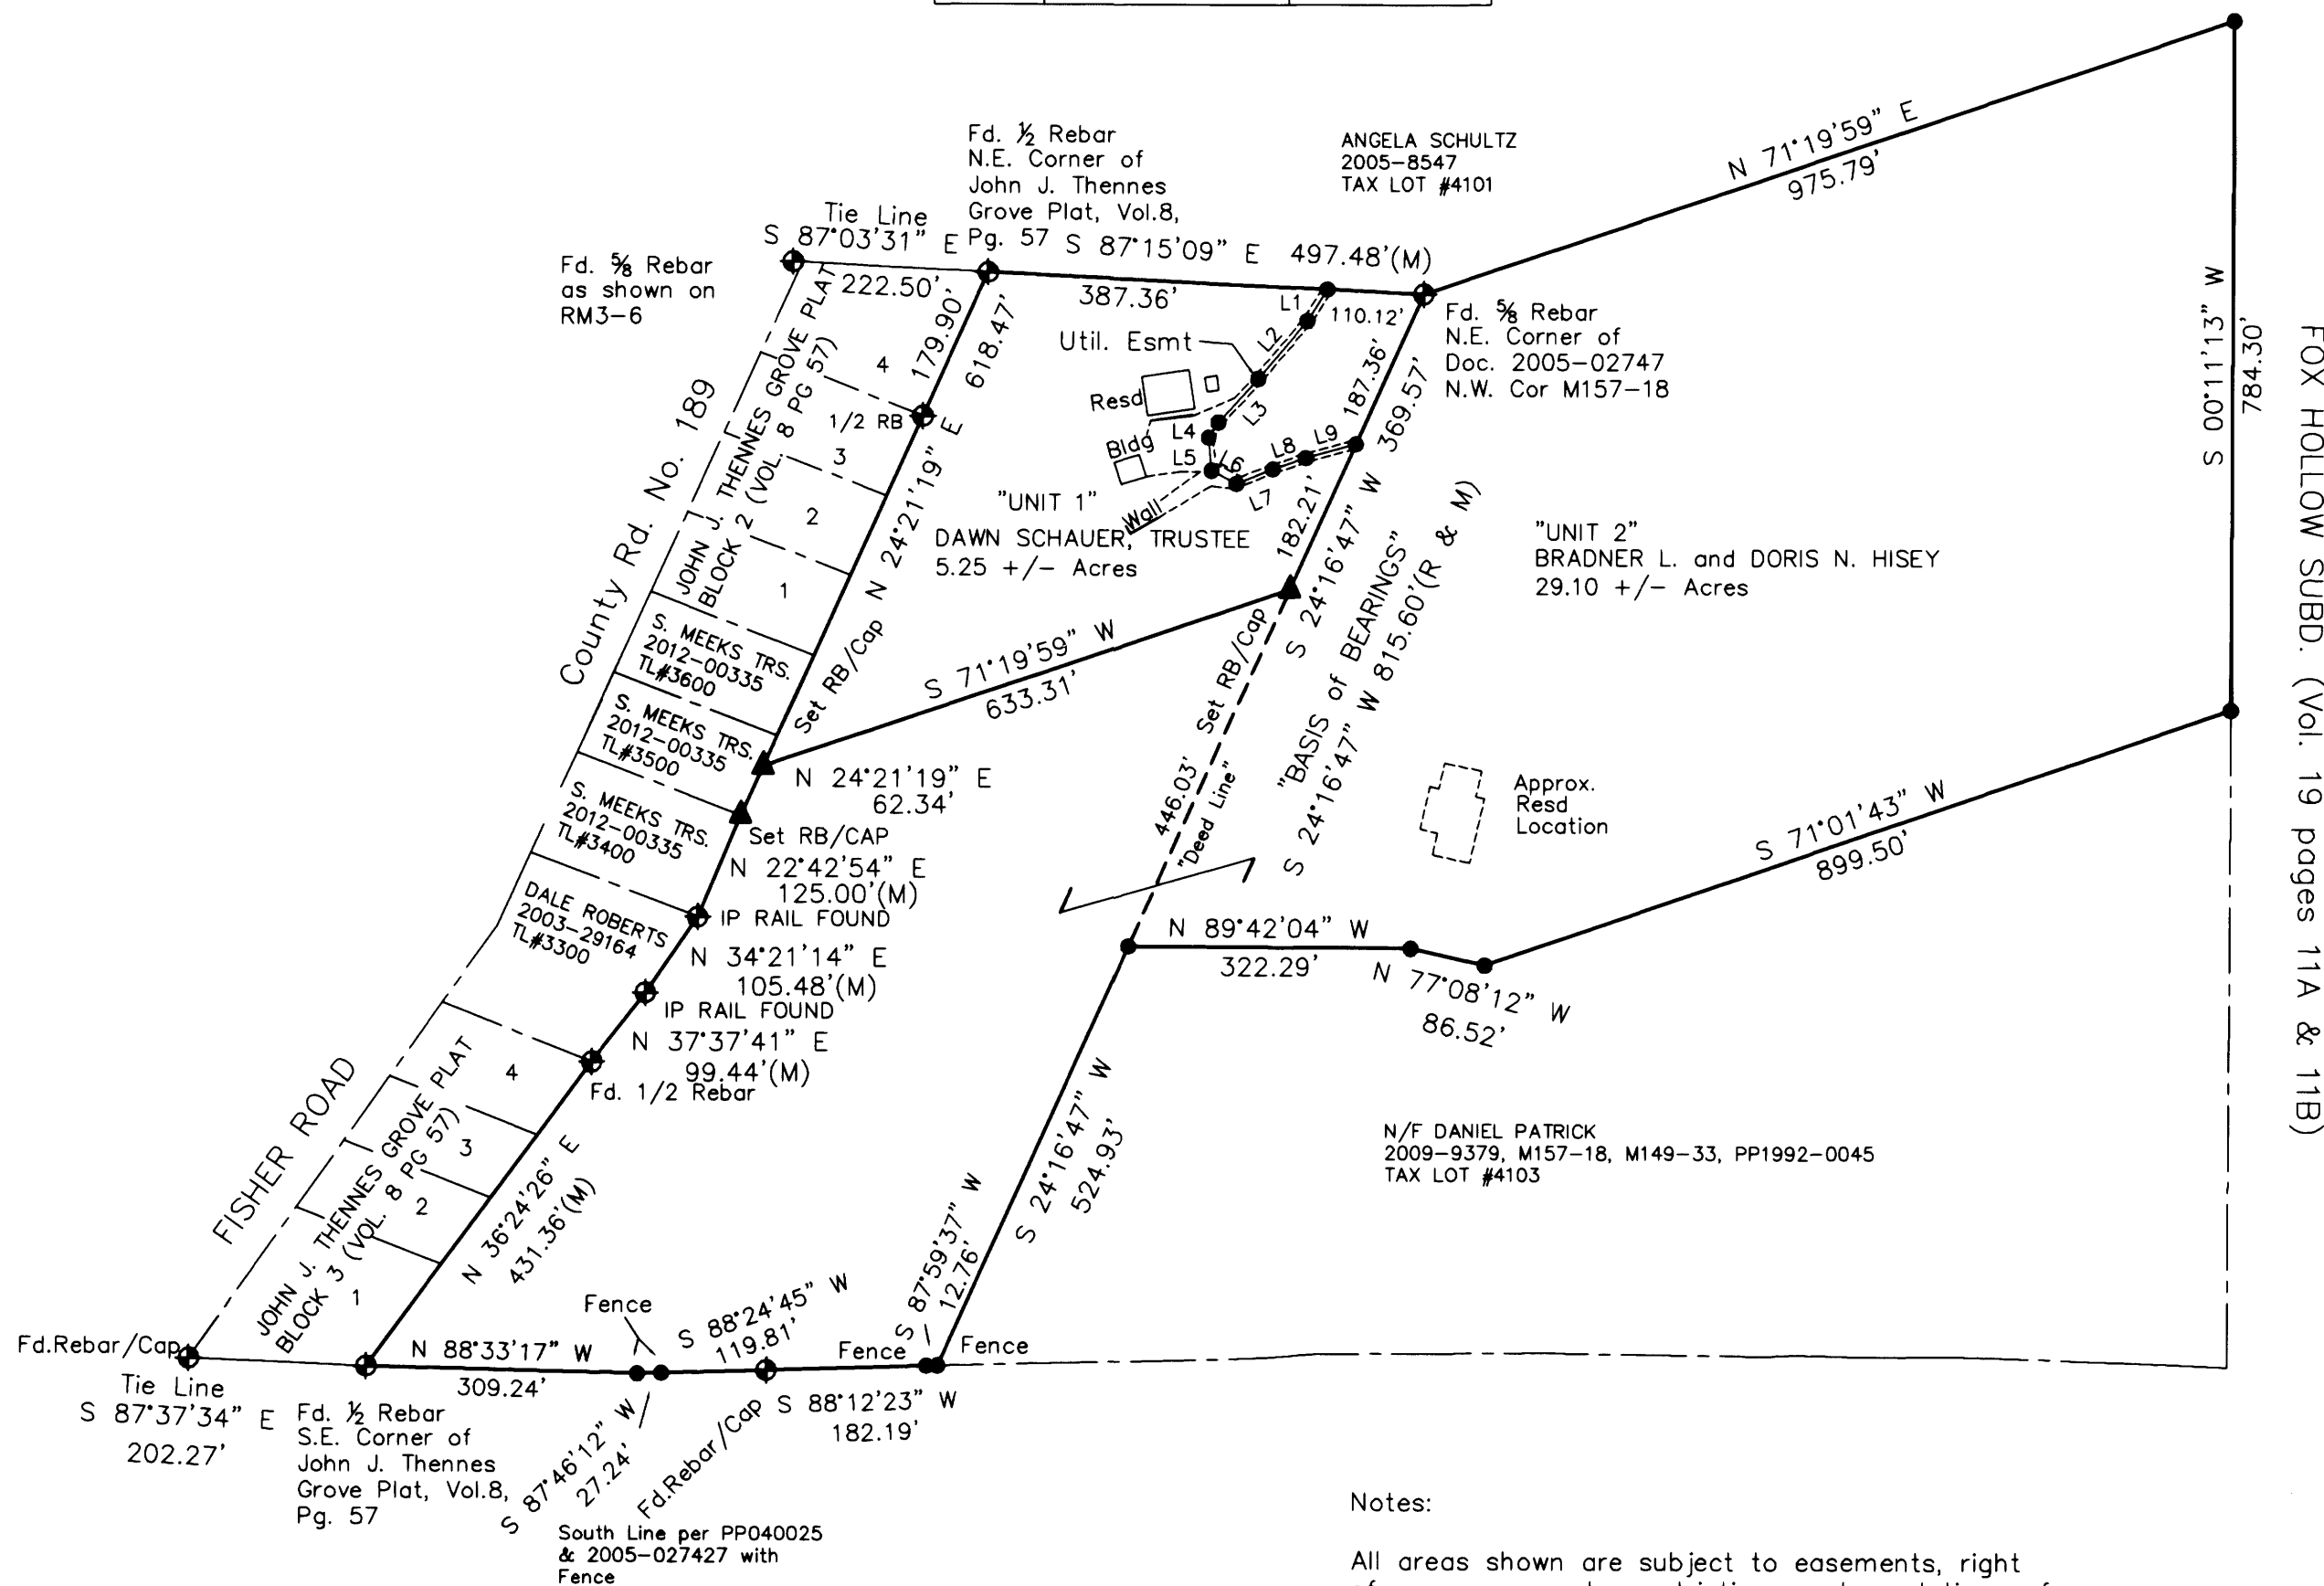 N 71°19'59" E
975.79'
ANGELA SCHULTZ
2005-8547
TAX LOT #4101
Fd. ½ Rebar
N.E. Corner of
John J. Thennes
Grove Plat, Vol.8,
Pg. 57
Tie Line
S 87°03'31" E
222.50'
S 87°15'09" E 497.48'(M)
387.36'
110.12'
Fd. ⅝ Rebar
as shown on
RM3-6
Fd. ⅝ Rebar
N.E. Corner of
Doc. 2005-02747
N.W. Cor M157-18
S 00°11'13" W
784.30'
FOX HOLLOW SUBD. (Vol. 19 pages 11A & 11B)
L1
L2
L3
L4
L5
L6
L7
L8
L9
Util. Esmt
Resd
Bldg
Wall
179.90'
618.47'
1/2 RB
N 24°21'19" E
187.36'
369.57'
182.21'
S 24°16'47" W
"UNIT 1"
DAWN SCHAUER, TRUSTEE
5.25 +/- Acres
"UNIT 2"
BRADNER L. and DORIS N. HISEY
29.10 +/- Acres
County Rd. No. 189
JOHN J. THENNES GROVE PLAT
BLOCK 2 (VOL. 8 PG 57)
4
3
2
1
S. MEEKS TRS.
2012-00335
TL#3600
S. MEEKS TRS.
2012-00335
TL#3500
S. MEEKS TRS.
2012-00335
TL#3400
DALE ROBERTS
2003-29164
TL#3300
Set RB/Cap
S 71°19'59" W
633.31'
Set RB/Cap
446.03'
"Deed Line"
"BASIS of BEARINGS"
S 24°16'47" W 815.60'(R & M)
Approx.
Resd
Location
N 24°21'19" E
62.34'
Set RB/CAP
N 22°42'54" E
125.00'(M)
IP RAIL FOUND
N 34°21'14" E
105.48'(M)
IP RAIL FOUND
N 37°37'41" E
99.44'(M)
Fd. 1/2 Rebar
S 71°01'43" W
899.50'
N 89°42'04" W
322.29'
N 77°08'12" W
86.52'
FISHER ROAD
JOHN J. THENNES GROVE PLAT
BLOCK 3 (VOL. 8 PG 57)
4
3
2
1
N 36°24'26" E
431.36'(M)
S 24°16'47" W
524.93'
N/F DANIEL PATRICK
2009-9379, M157-18, M149-33, PP1992-0045
TAX LOT #4103
S 87°59'37" W
12.76'
Fence
S 88°24'45" W
119.81'
Fence
Fence
Fd.Rebar/Cap
N 88°33'17" W
309.24'
Tie Line
S 87°37'34" E
202.27'
Fd. ½ Rebar
S.E. Corner of
John J. Thennes
Grove Plat, Vol.8,
Pg. 57
S 87°46'12" W
27.24'
Fd.Rebar/Cap
S 88°12'23" W
182.19'
South Line per PP040025
& 2005-027427 with
Fence
Notes:
All areas shown are subject to easements, right